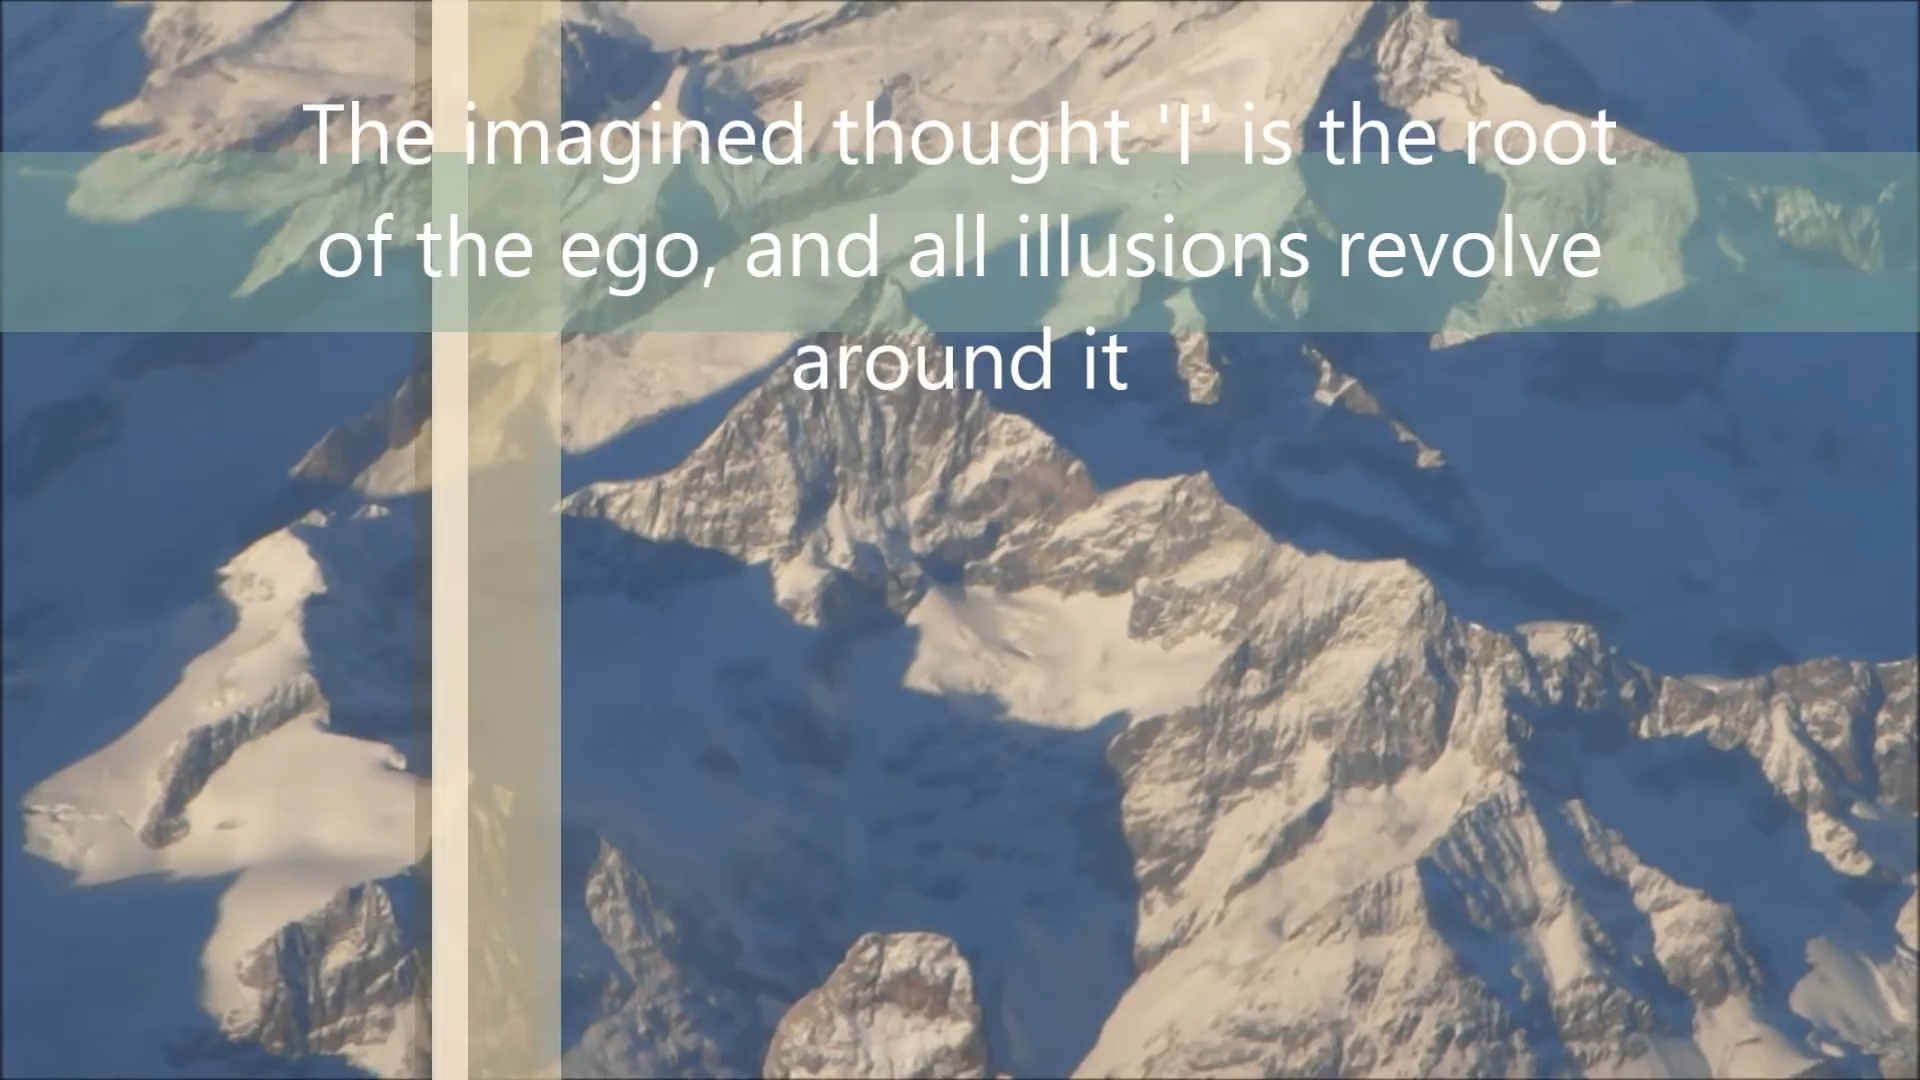 The imagined thought 'I' is the root
of the ego, and all illusions revolve
around it